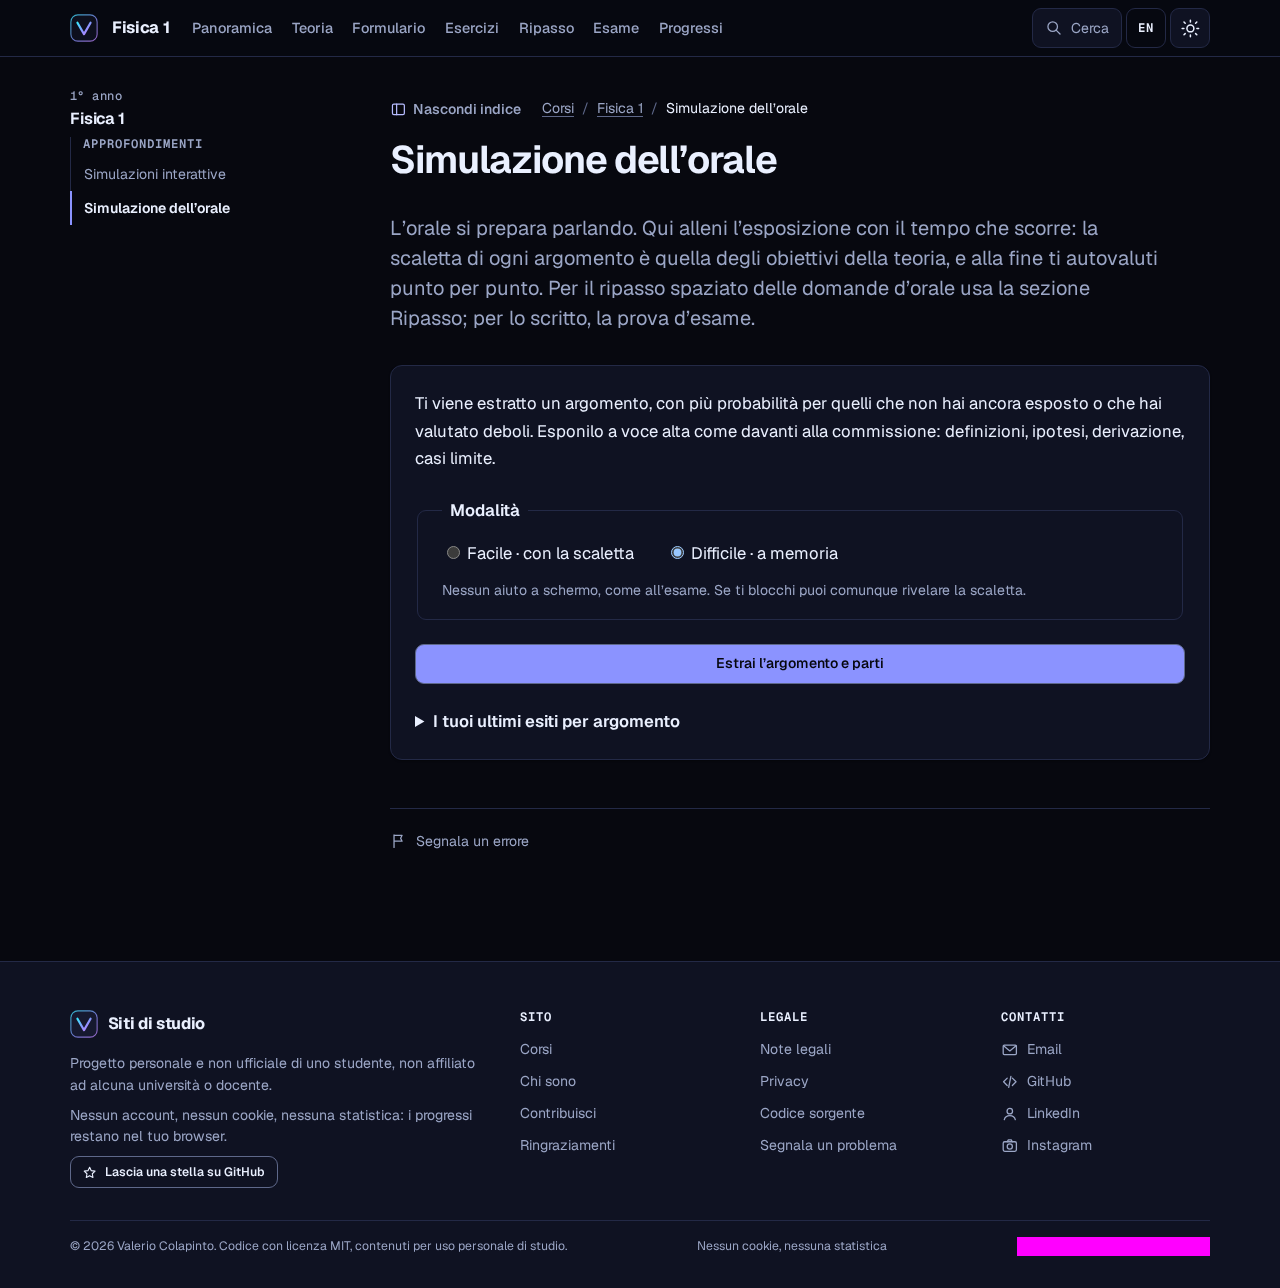 Fisica 1
Panoramica
Teoria
Formulario
Esercizi
Ripasso
Esame
Progressi
Cerca
EN
1° anno
Fisica 1
APPROFONDIMENTI
Simulazioni interattive
Simulazione dell’orale
Nascondi indice
Corsi / Fisica 1 / Simulazione dell’orale
Simulazione dell’orale
L’orale si prepara parlando. Qui alleni l’esposizione con il tempo che scorre: la
scaletta di ogni argomento è quella degli obiettivi della teoria, e alla fine ti autovaluti
punto per punto. Per il ripasso spaziato delle domande d’orale usa la sezione
Ripasso; per lo scritto, la prova d’esame.
Ti viene estratto un argomento, con più probabilità per quelli che non hai ancora esposto o che hai
valutato deboli. Esponilo a voce alta come davanti alla commissione: definizioni, ipotesi, derivazione,
casi limite.
Modalità
Facile · con la scaletta
Difficile · a memoria
Nessun aiuto a schermo, come all’esame. Se ti blocchi puoi comunque rivelare la scaletta.
Estrai l’argomento e parti
I tuoi ultimi esiti per argomento
Segnala un errore
Siti di studio
Progetto personale e non ufficiale di uno studente, non affiliato
ad alcuna università o docente.
Nessun account, nessun cookie, nessuna statistica: i progressi
restano nel tuo browser.
Lascia una stella su GitHub
SITO
Corsi
Chi sono
Contribuisci
Ringraziamenti
LEGALE
Note legali
Privacy
Codice sorgente
Segnala un problema
CONTATTI
Email
GitHub
LinkedIn
Instagram
© 2026 Valerio Colapinto. Codice con licenza MIT, contenuti per uso personale di studio.
Nessun cookie, nessuna statistica